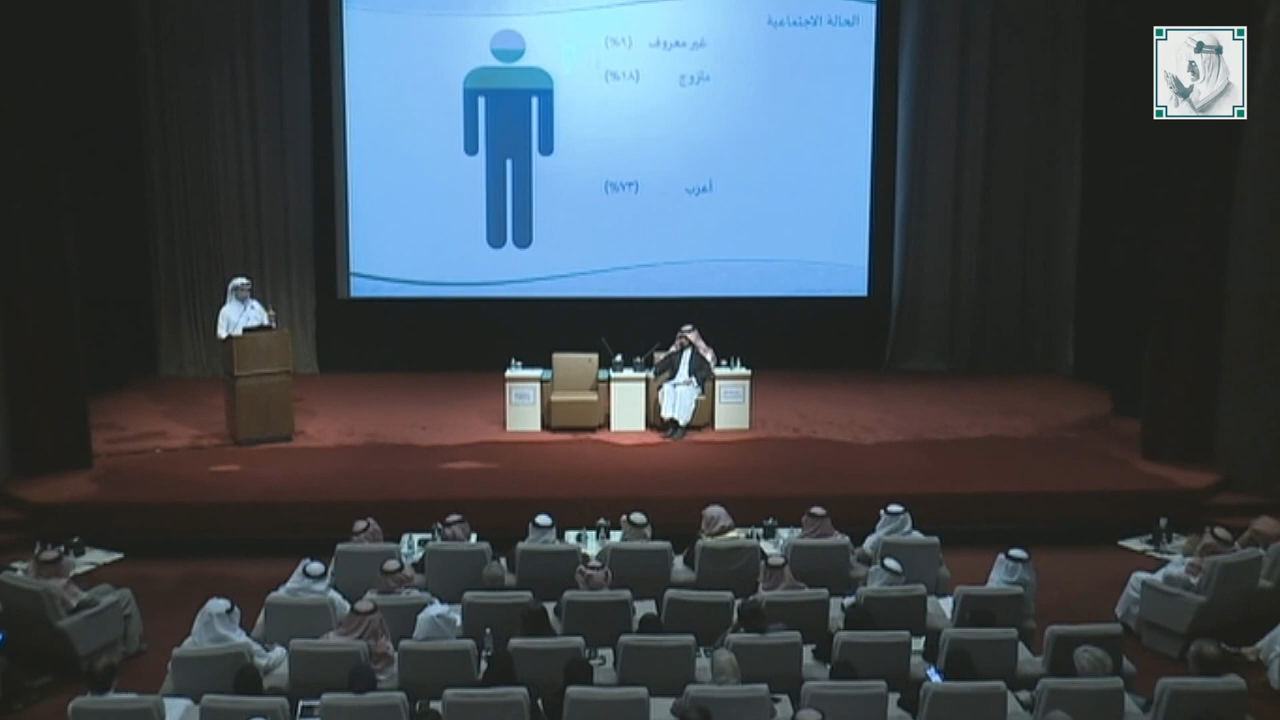 الحالة الاجتماعية
غير معروف (٩%)
متزوج (١٨%)
أعزب (٧٣%)